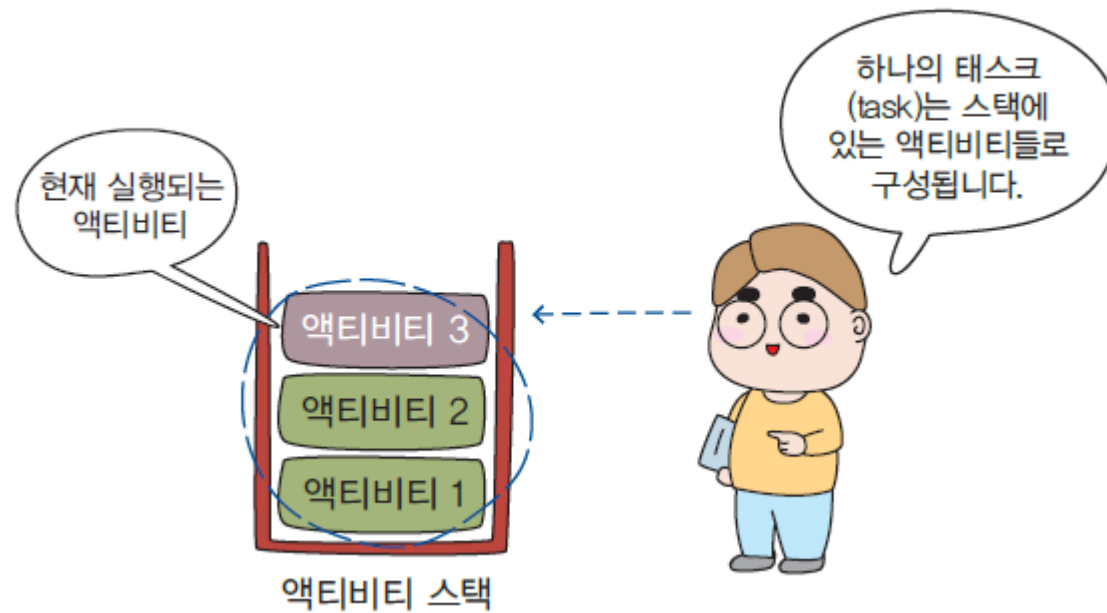 하나의 태스크
(task)는 스택에
있는 액티비티들로
구성됩니다.
현재 실행되는
액티비티
액티비티 3
액티비티 2
액티비티 1
액티비티 스택